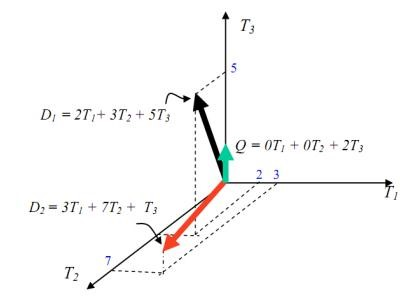 T3
5
D1 = 2T1+ 3T2 + 5T3
Q = 0T1 + 0T2 + 2T3
2 3
T1
D2 = 3T1 + 7T2 + T3
7
T2